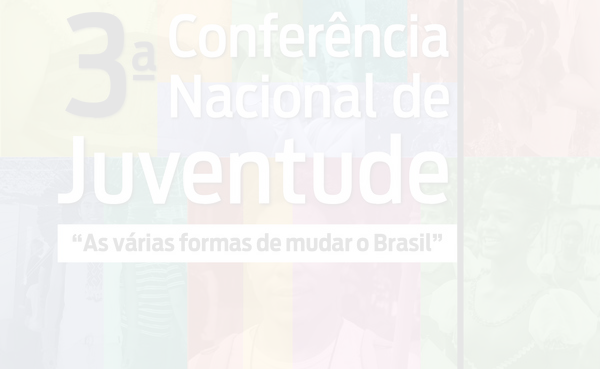 3ª Conferência
Nacional de
Juventude
“As várias formas de mudar o Brasil”